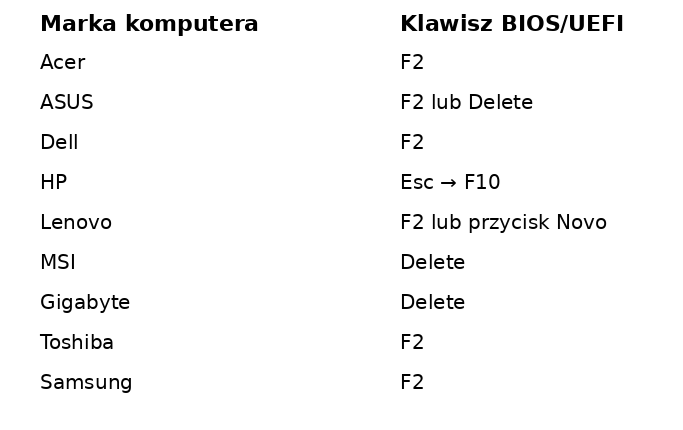 Marka komputera Klawisz BIOS/UEFI
Acer F2
ASUS F2 lub Delete
Dell F2
HP Esc → F10
Lenovo F2 lub przycisk Novo
MSI Delete
Gigabyte Delete
Toshiba F2
Samsung F2